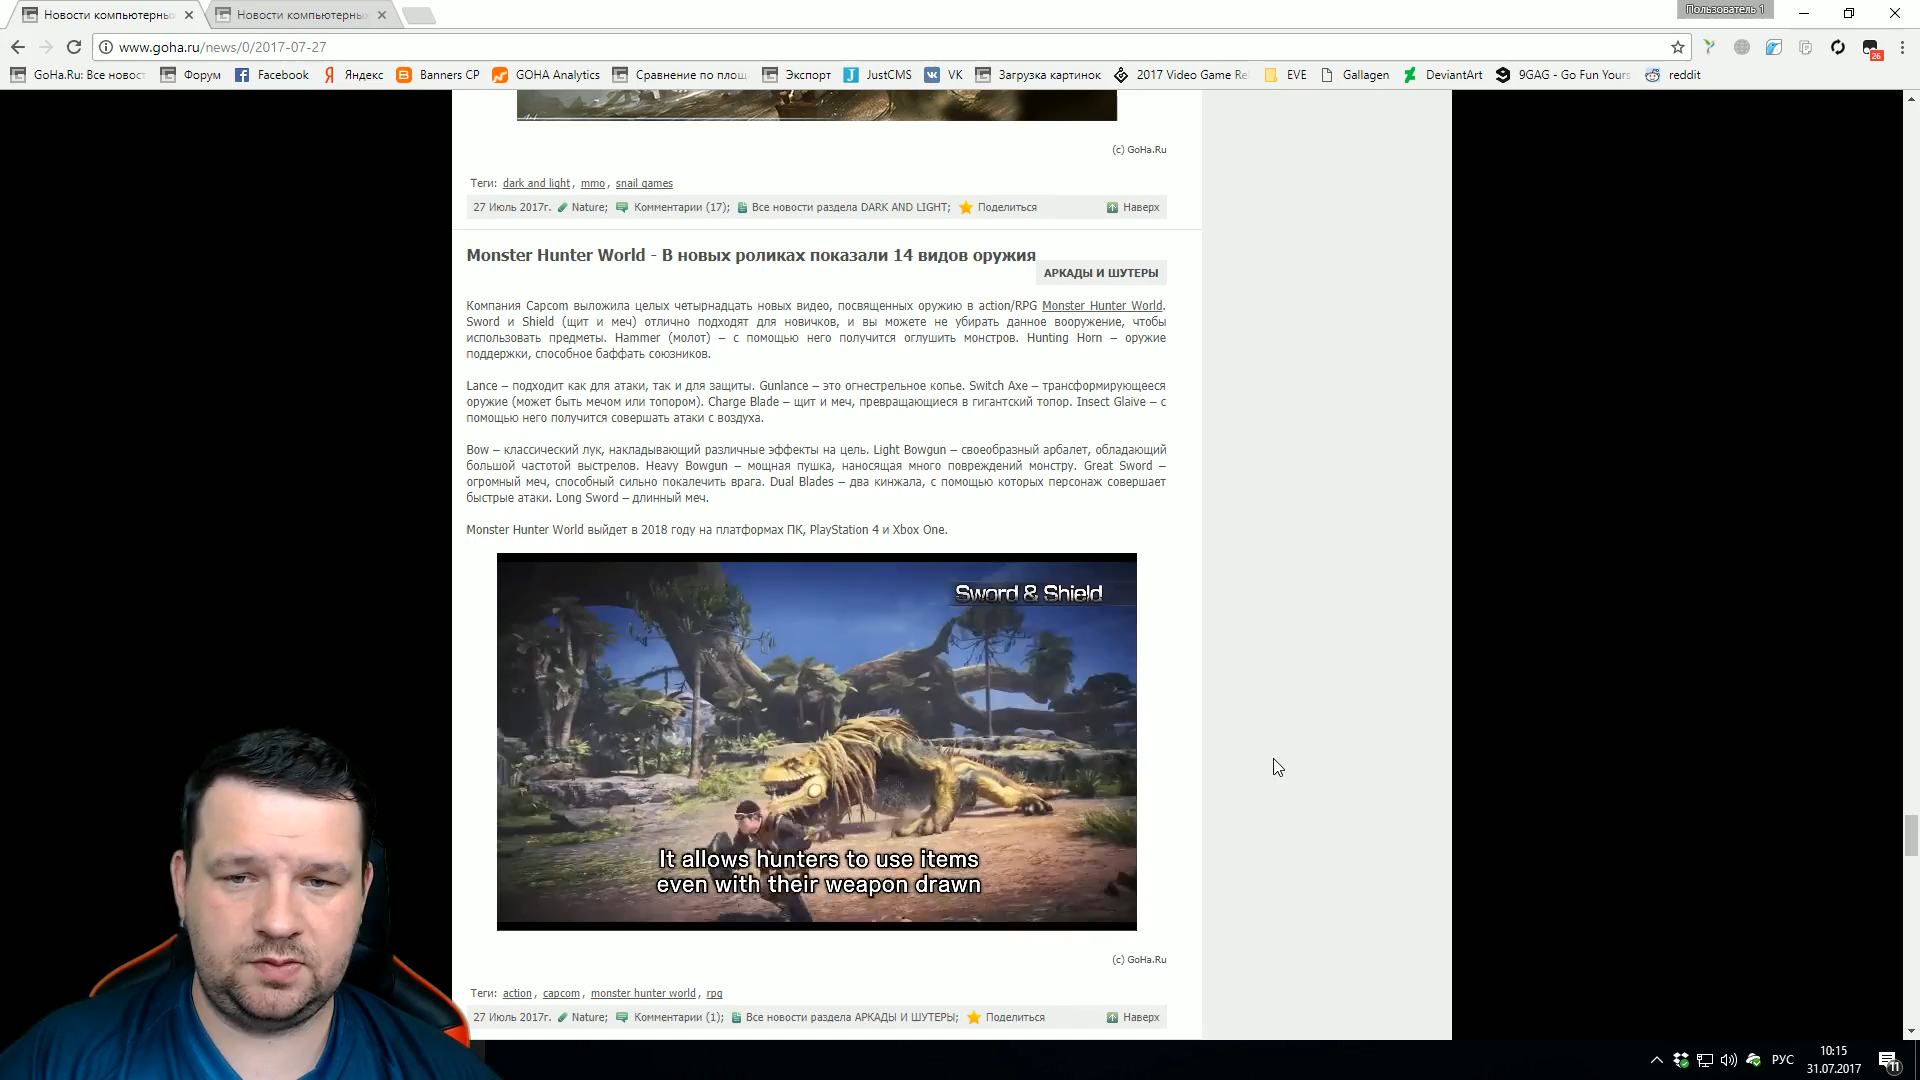 Новости компьютерны
Новости компьютерны
Пользователь 1
www.goha.ru/news/0/2017-07-27
26
GoHa.Ru: Все новост
Форум
Facebook
Яндекс
Banners CP
GOHA Analytics
Сравнение по площ
Экспорт
JustCMS
VK
Загрузка картинок
2017 Video Game Rel
EVE
Gallagen
DeviantArt
9GAG - Go Fun Yours
reddit
(c) GoHa.Ru
Теги: dark and light, mmo, snail games
27 Июль 2017г. Nature; Комментарии (17); Все новости раздела DARK AND LIGHT; Поделиться Наверх
Monster Hunter World - В новых роликах показали 14 видов оружия
АРКАДЫ И ШУТЕРЫ
Компания Capcom выложила целых четырнадцать новых видео, посвященных оружию в action/RPG Monster Hunter World.
Sword и Shield (щит и меч) отлично подходят для новичков, и вы можете не убирать данное вооружение, чтобы
использовать предметы. Hammer (молот) – с помощью него получится оглушить монстров. Hunting Horn – оружие
поддержки, способное баффать союзников.
Lance – подходит как для атаки, так и для защиты. Gunlance – это огнестрельное копье. Switch Axe – трансформирующееся
оружие (может быть мечом или топором). Charge Blade – щит и меч, превращающиеся в гигантский топор. Insect Glaive – с
помощью него получится совершать атаки с воздуха.
Bow – классический лук, накладывающий различные эффекты на цель. Light Bowgun – своеобразный арбалет, обладающий
большой частотой выстрелов. Heavy Bowgun – мощная пушка, наносящая много повреждений монстру. Great Sword –
огромный меч, способный сильно покалечить врага. Dual Blades – два кинжала, с помощью которых персонаж совершает
быстрые атаки. Long Sword – длинный меч.
Monster Hunter World выйдет в 2018 году на платформах ПК, PlayStation 4 и Xbox One.
Sword & Shield
It allows hunters to use items
even with their weapon drawn
(c) GoHa.Ru
Теги: action, capcom, monster hunter world, rpg
27 Июль 2017г. Nature; Комментарии (1); Все новости раздела АРКАДЫ И ШУТЕРЫ; Поделиться Наверх
РУС
10:15
31.07.2017
11